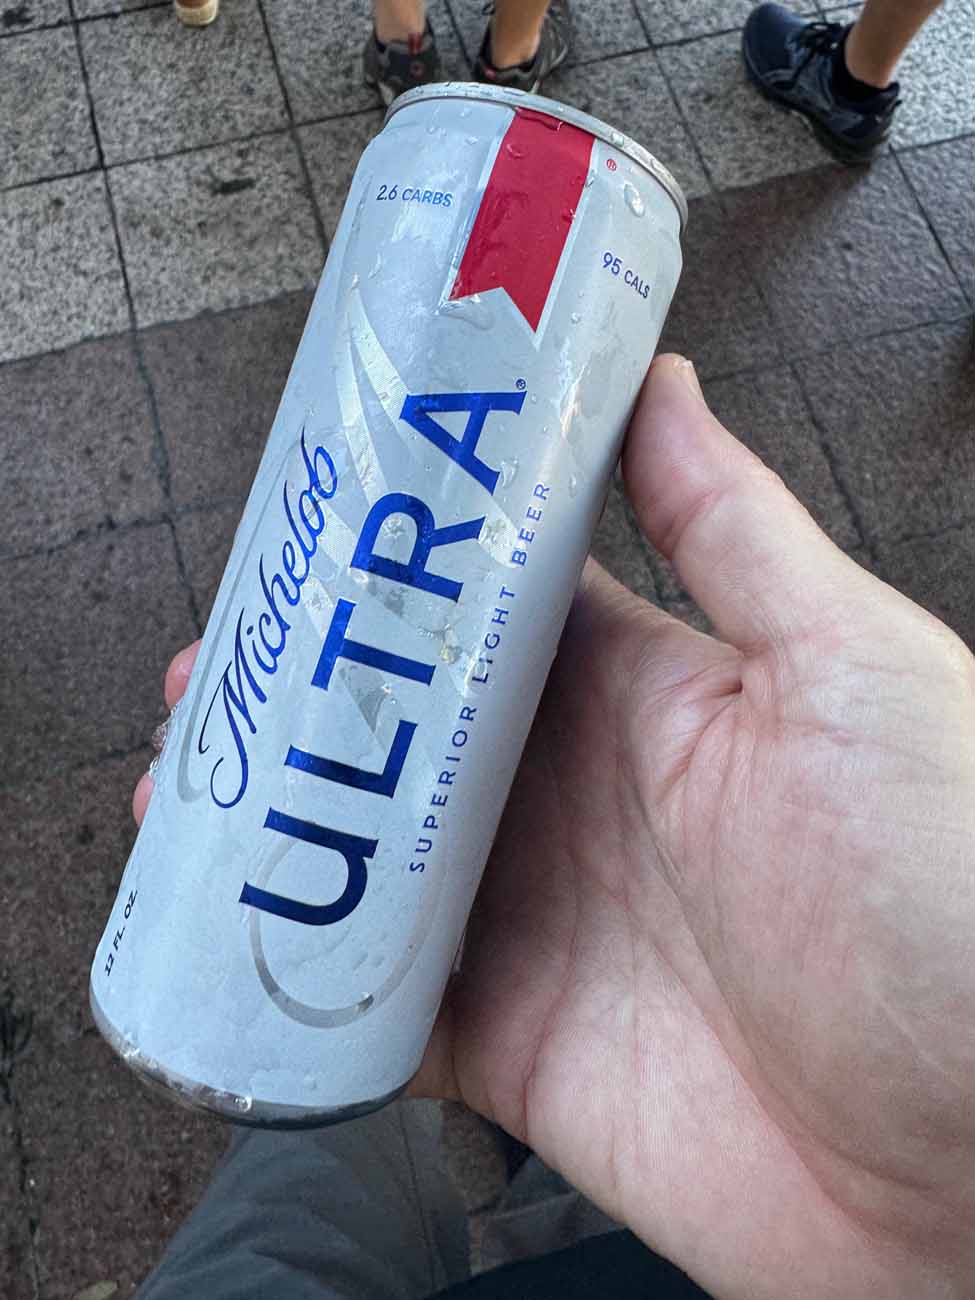 2.6 CARBS
®
95 CALS
Michelob
ULTRA®
SUPERIOR LIGHT BEER
12 FL. OZ.